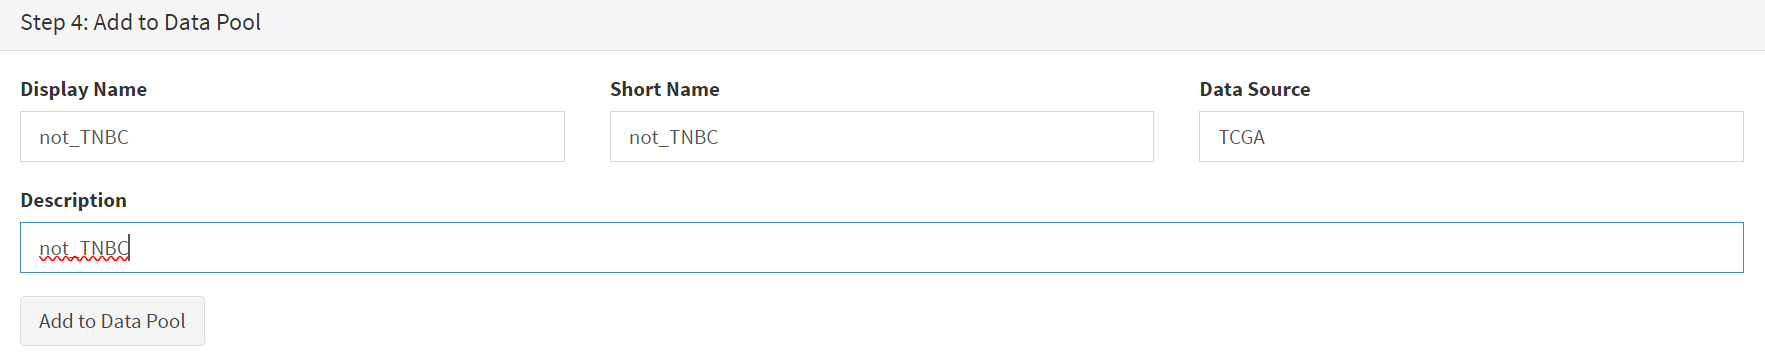 Step 4: Add to Data Pool
Display Name
Short Name
Data Source
not_TNBC
not_TNBC
TCGA
Description
not_TNBC
Add to Data Pool